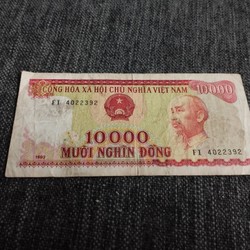 CỘNG HÒA XÃ HỘI CHỦ NGHĨA VIỆT NAM
10000
FI 4022392
10000
MƯỜI NGHÌN ĐỒNG
FI 4022392